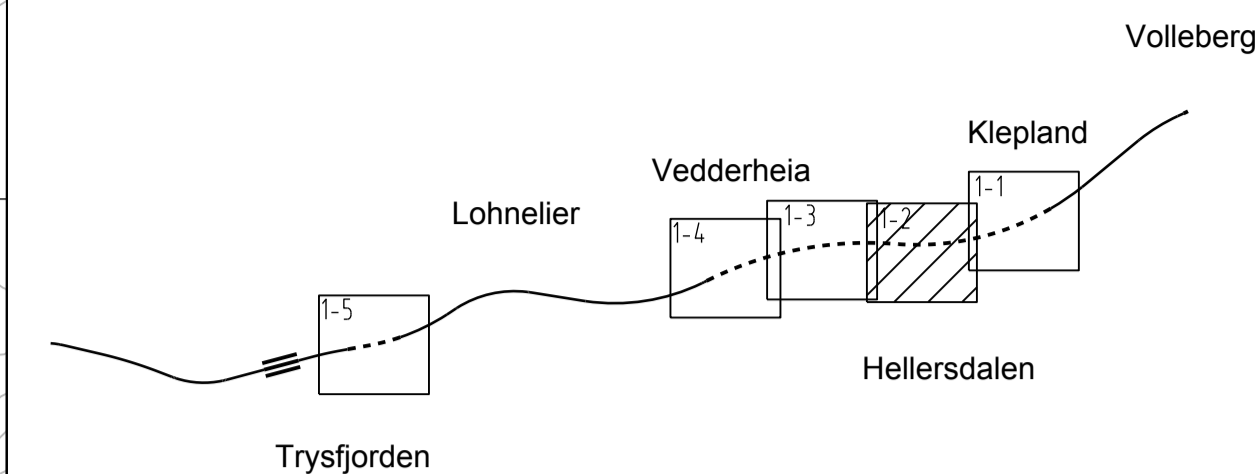 Volleberg
Klepland
Vedderheia
1-1
Lohnelier
1-3
1-2
1-4
1-5
Hellersdalen
Trysfjorden